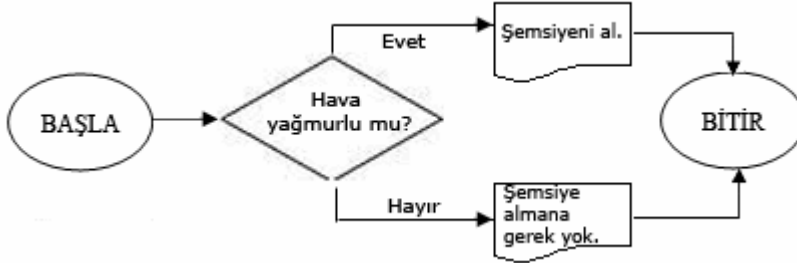 BAŞLA
Hava
yağmurlu mu?
Evet
Şemsiyeni al.
Hayır
Şemsiye
almana
gerek yok.
BİTİR